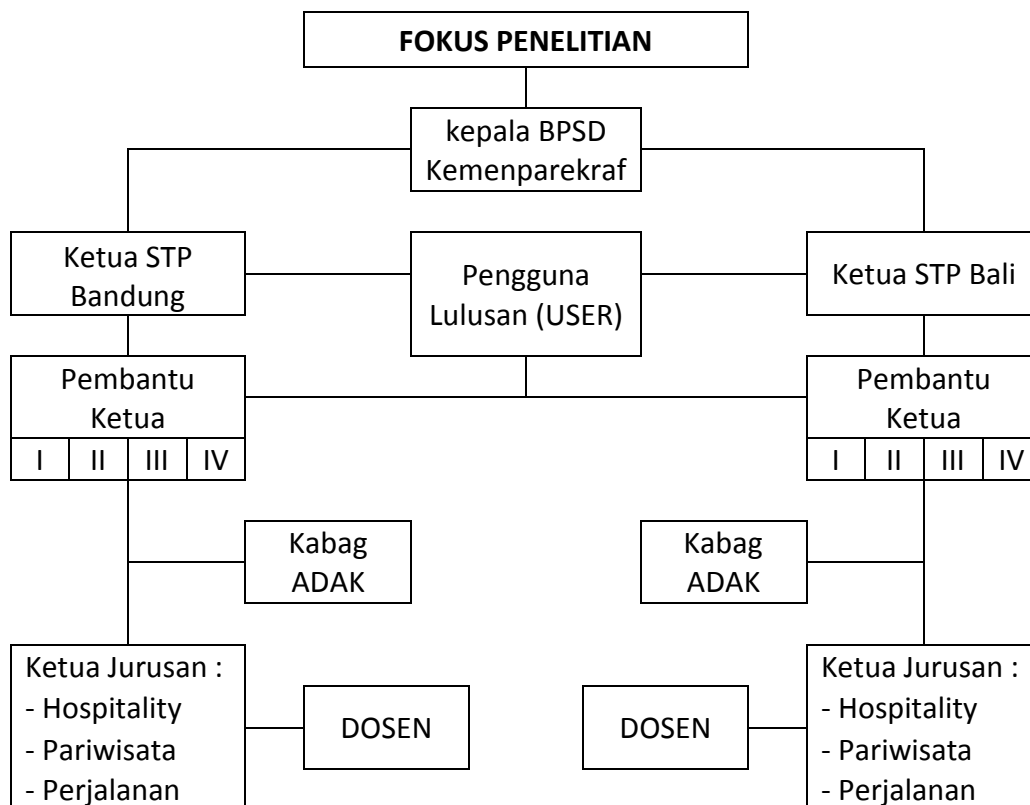 FOKUS PENELITIAN
kepala BPSD
Kemenparekraf
Ketua STP
Bandung
Pengguna
Lulusan (USER)
Ketua STP Bali
Pembantu
Ketua
I II III IV
Pembantu
Ketua
I II III IV
Kabag
ADAK
Kabag
ADAK
Ketua Jurusan :
- Hospitality
- Pariwisata
- Perjalanan
DOSEN
DOSEN
Ketua Jurusan :
- Hospitality
- Pariwisata
- Perjalanan